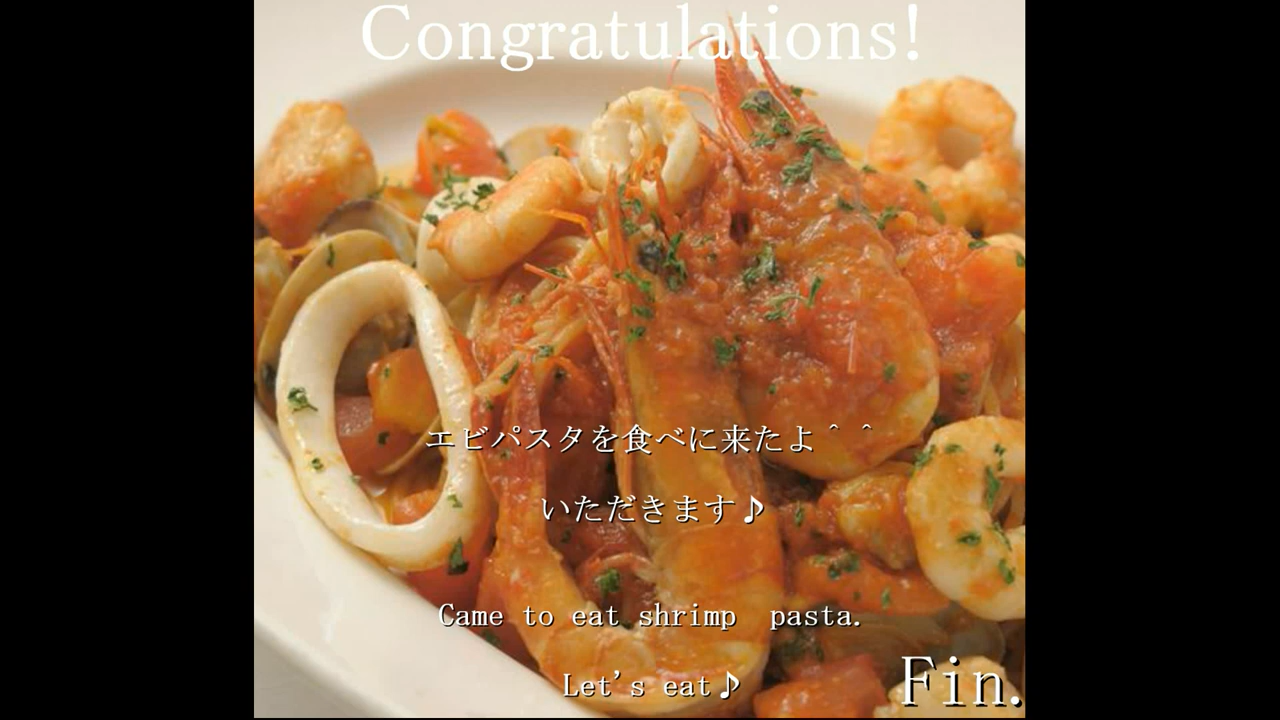 Congratulations!
エビパスタを食べに来たよ＾＾
いただきます♪
Came to eat shrimp  pasta.
Let's eat♪
Fin.